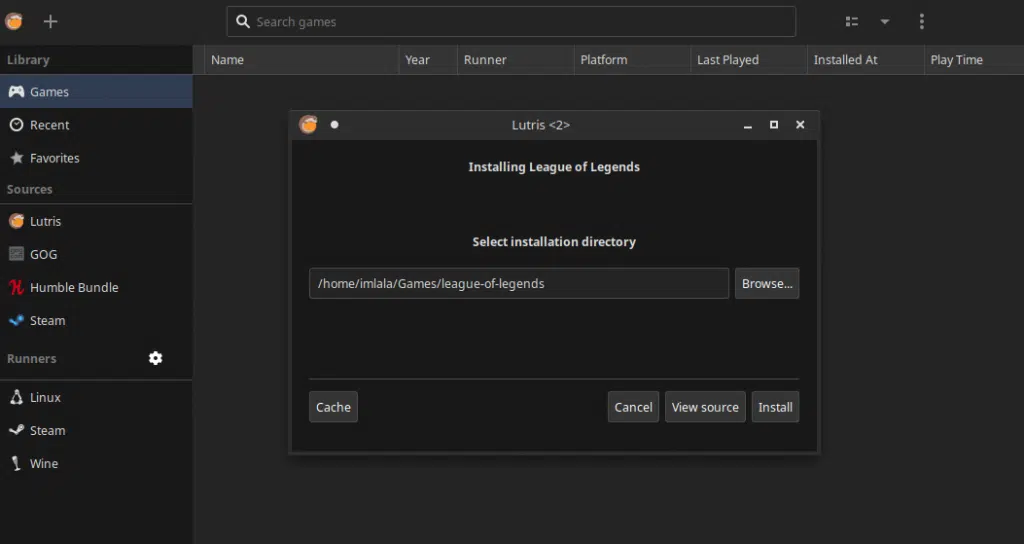 Search games
Library
Name Year Runner Platform Last Played Installed At Play Time
Games
Recent
Favorites
Sources
Lutris
GOG
Humble Bundle
Steam
Runners
Linux
Steam
Wine
Lutris <2>
Installing League of Legends
Select installation directory
/home/imlala/Games/league-of-legends Browse...
Cache Cancel View source Install